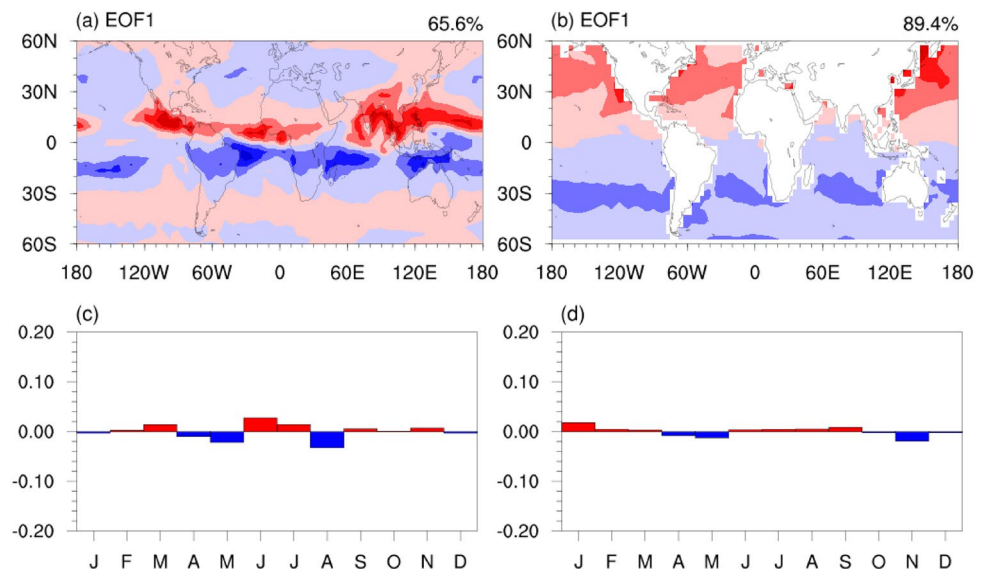 (a) EOF1 65.6% (b) EOF1 89.4%
60N 60N
30N 30N
0 0
30S 30S
60S 60S
180 120W 60W 0 60E 120E 180 180 120W 60W 0 60E 120E 180
(c) (d)
0.20 0.20
0.10 0.10
0.00 0.00
-0.10 -0.10
-0.20 -0.20
J F M A M J J A S O N D J F M A M J J A S O N D